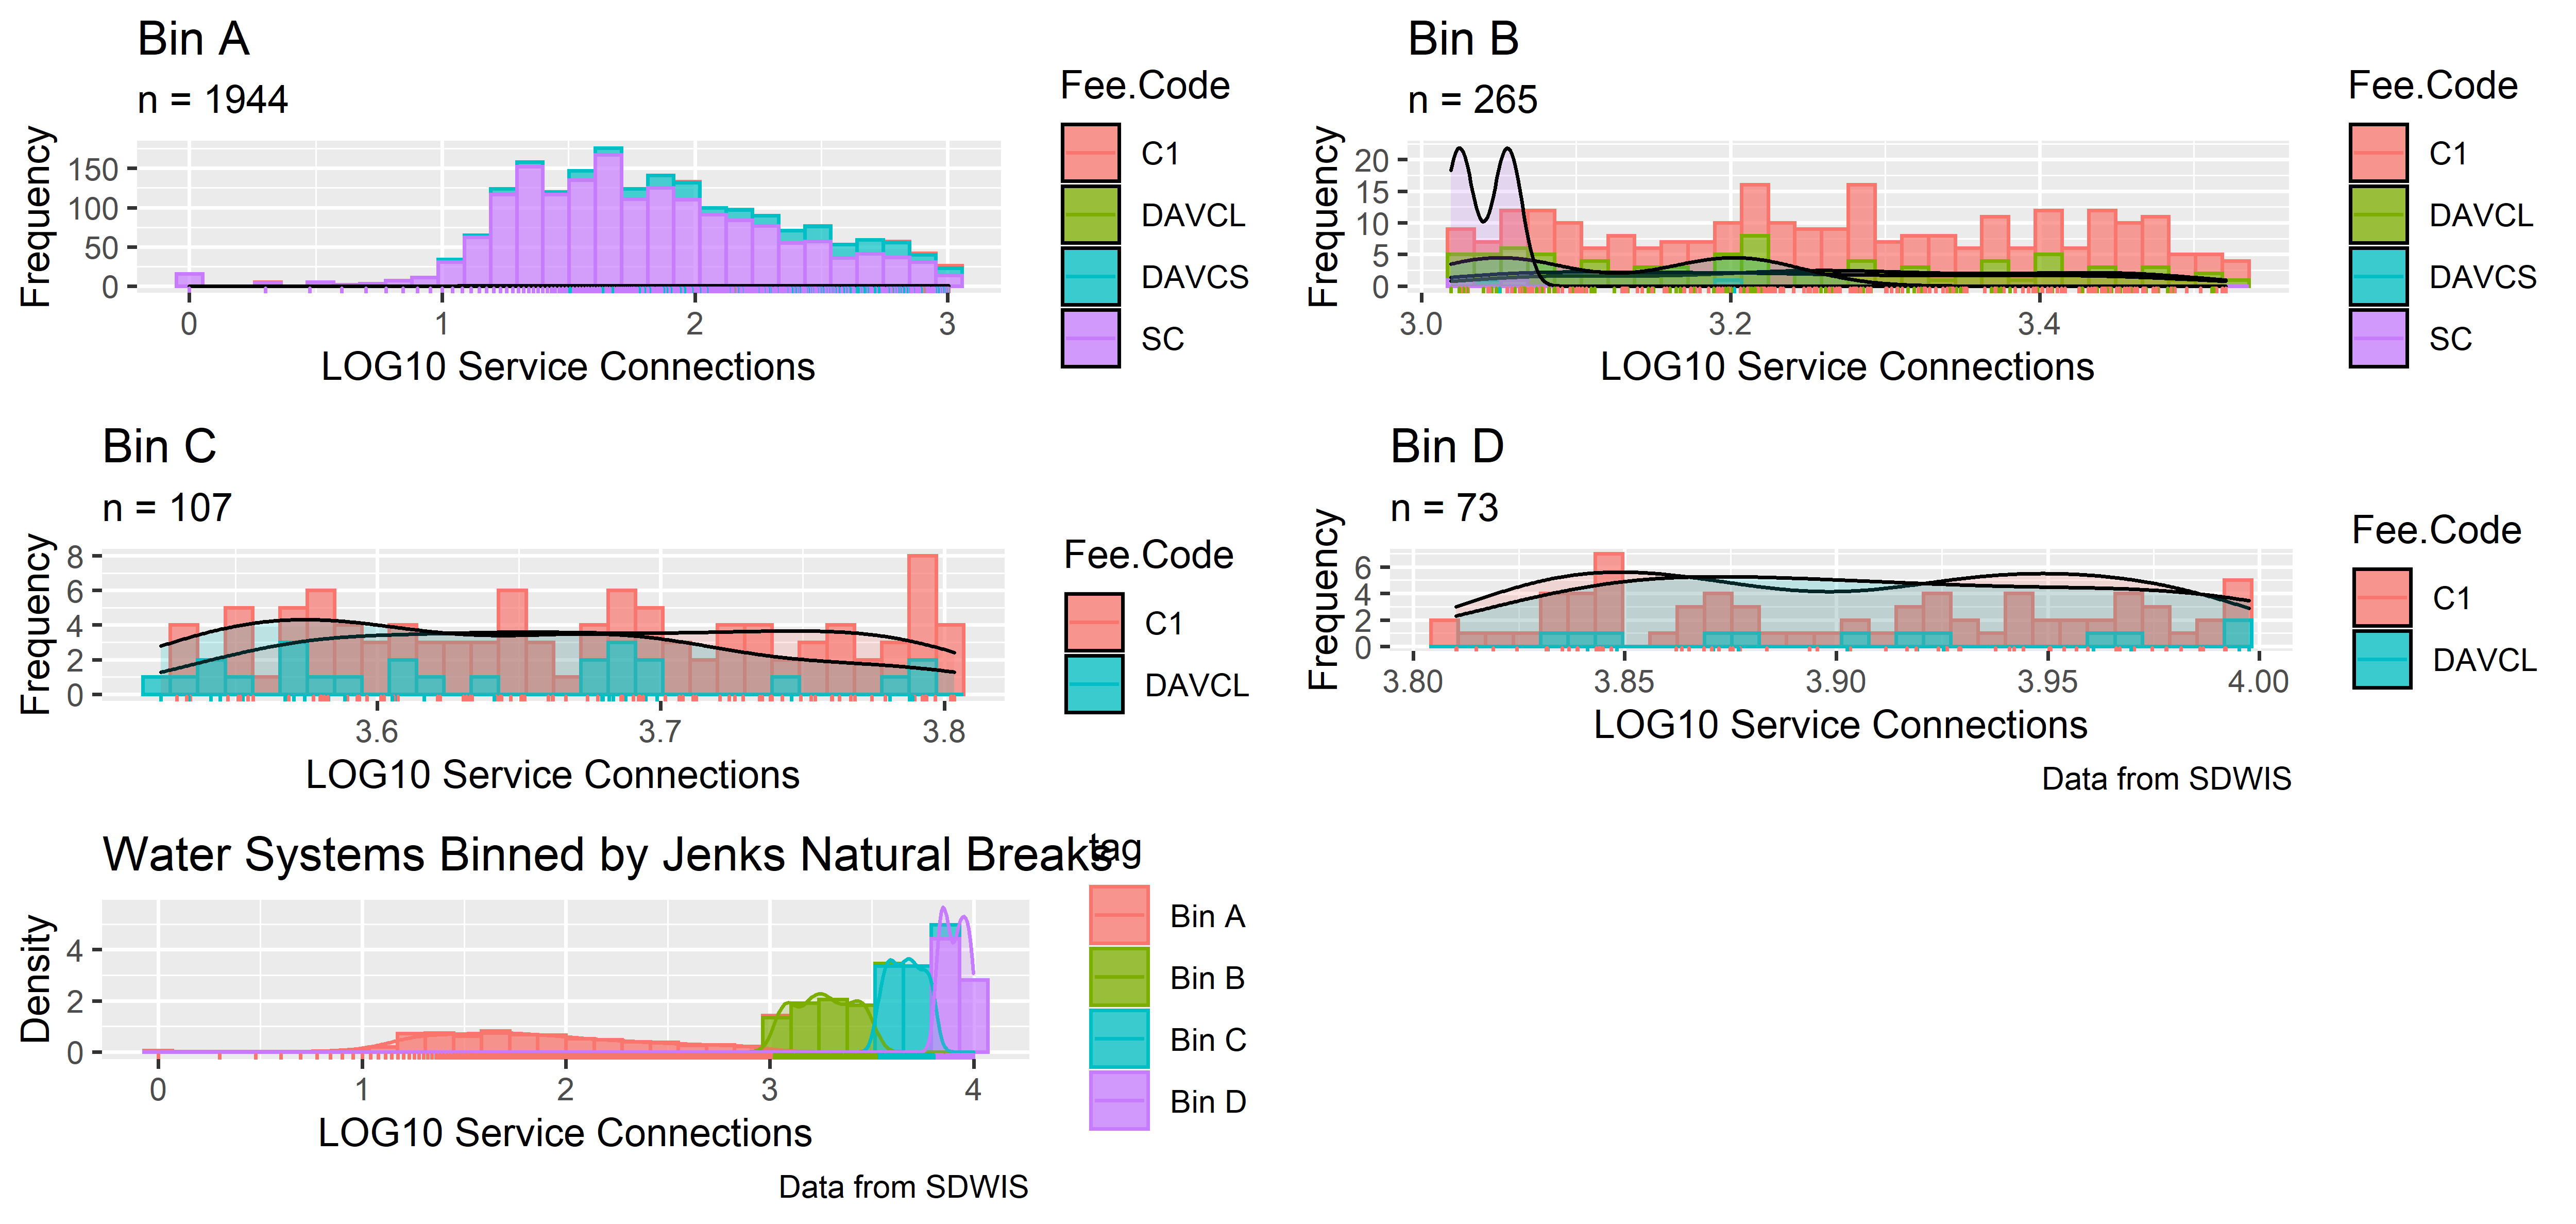 Bin A
n = 1944
Frequency
150
100
50
0
0 1 2 3
LOG10 Service Connections
Fee.Code
C1
DAVCL
DAVCS
SC
Bin B
n = 265
Frequency
20
15
10
5
0
3.0 3.2 3.4
LOG10 Service Connections
Fee.Code
C1
DAVCL
DAVCS
SC
Bin C
n = 107
Frequency
8
6
4
2
0
3.6 3.7 3.8
LOG10 Service Connections
Fee.Code
C1
DAVCL
Bin D
n = 73
Frequency
6
4
2
0
3.80 3.85 3.90 3.95 4.00
LOG10 Service Connections
Data from SDWIS
Fee.Code
C1
DAVCL
Water Systems Binned by Jenks Natural Breaks
Density
4
2
0
0 1 2 3 4
LOG10 Service Connections
Data from SDWIS
tag
Bin A
Bin B
Bin C
Bin D